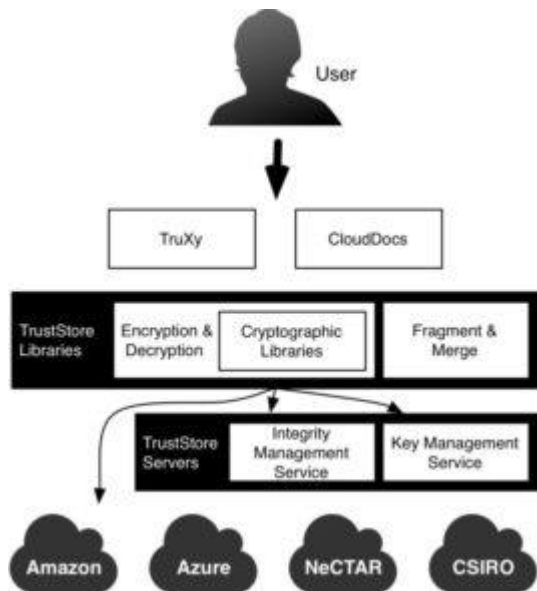 User
TruXy
CloudDocs
TrustStore
Libraries
Encryption &
Decryption
Cryptographic
Libraries
Fragment &
Merge
TrustStore
Servers
Integrity
Management
Service
Key Management
Service
Amazon
Azure
NeCTAR
CSIRO